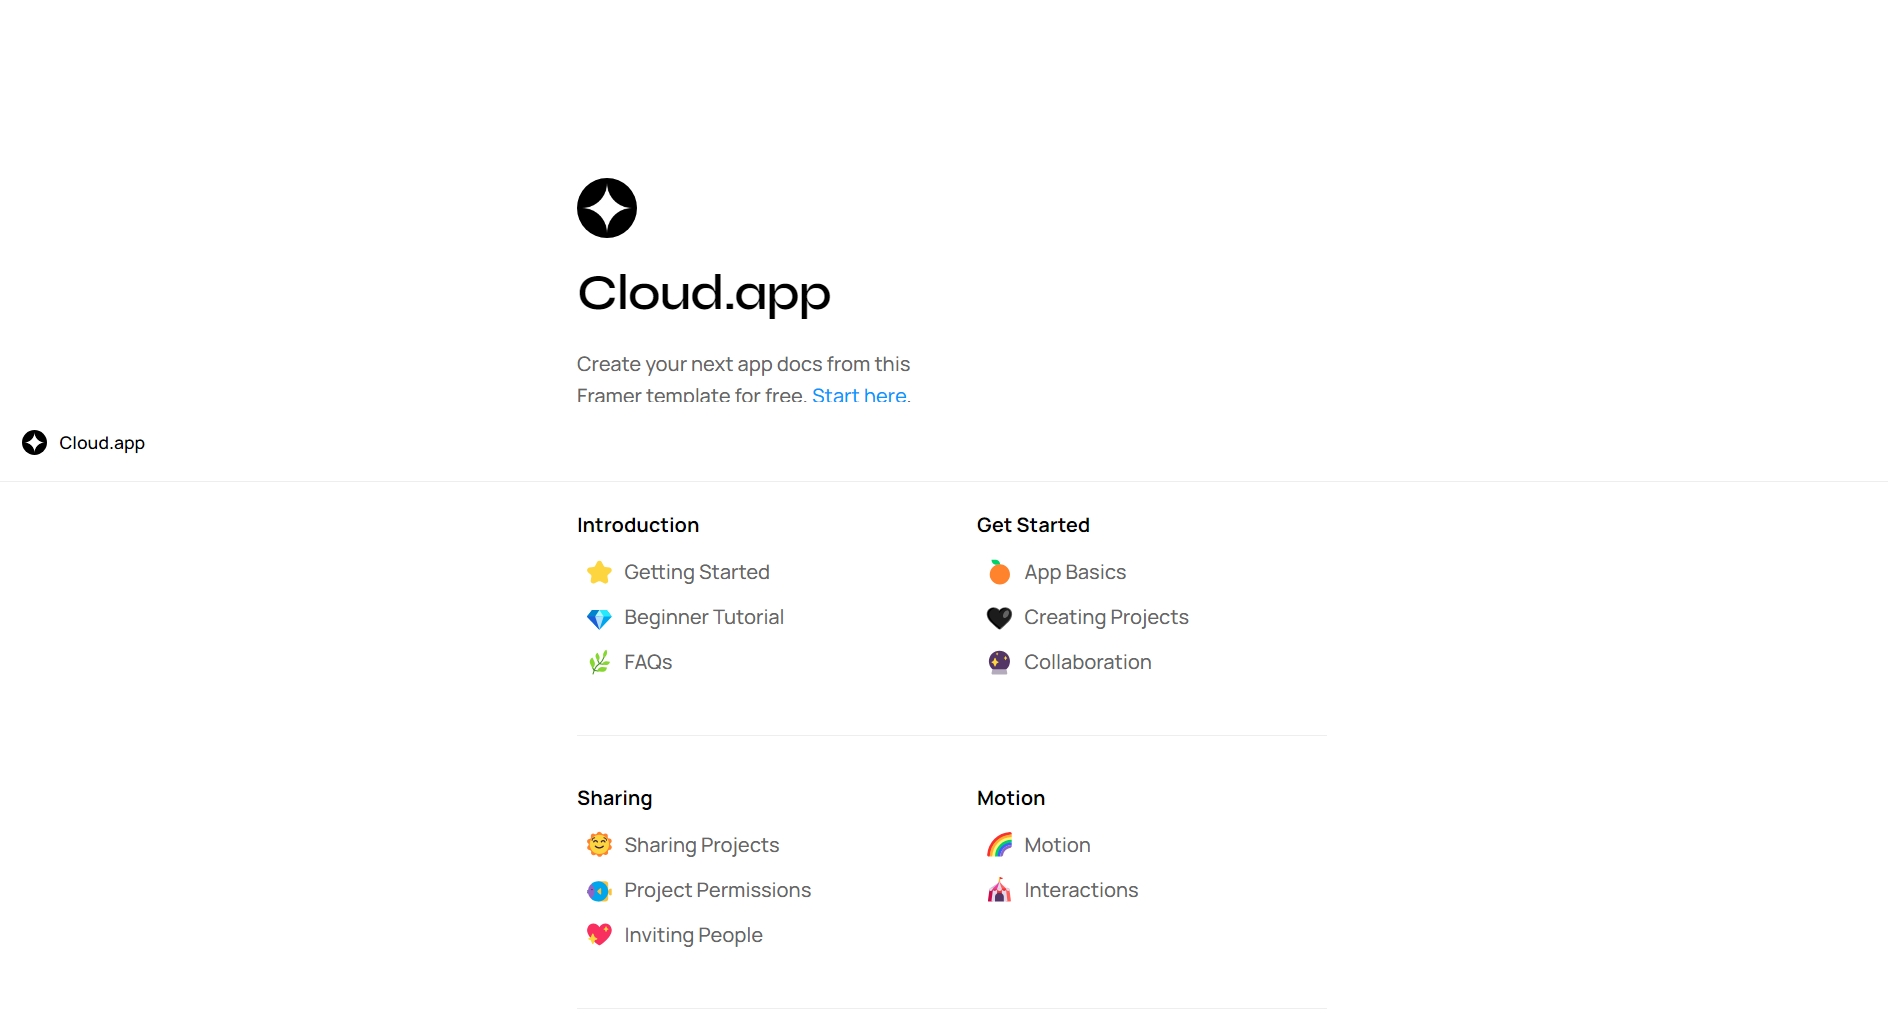 Cloud.app
Create your next app docs from this
Framer template for free. Start here.
Cloud.app
Introduction
Getting Started
Beginner Tutorial
FAQs
Get Started
App Basics
Creating Projects
Collaboration
Sharing
Sharing Projects
Project Permissions
Inviting People
Motion
Motion
Interactions